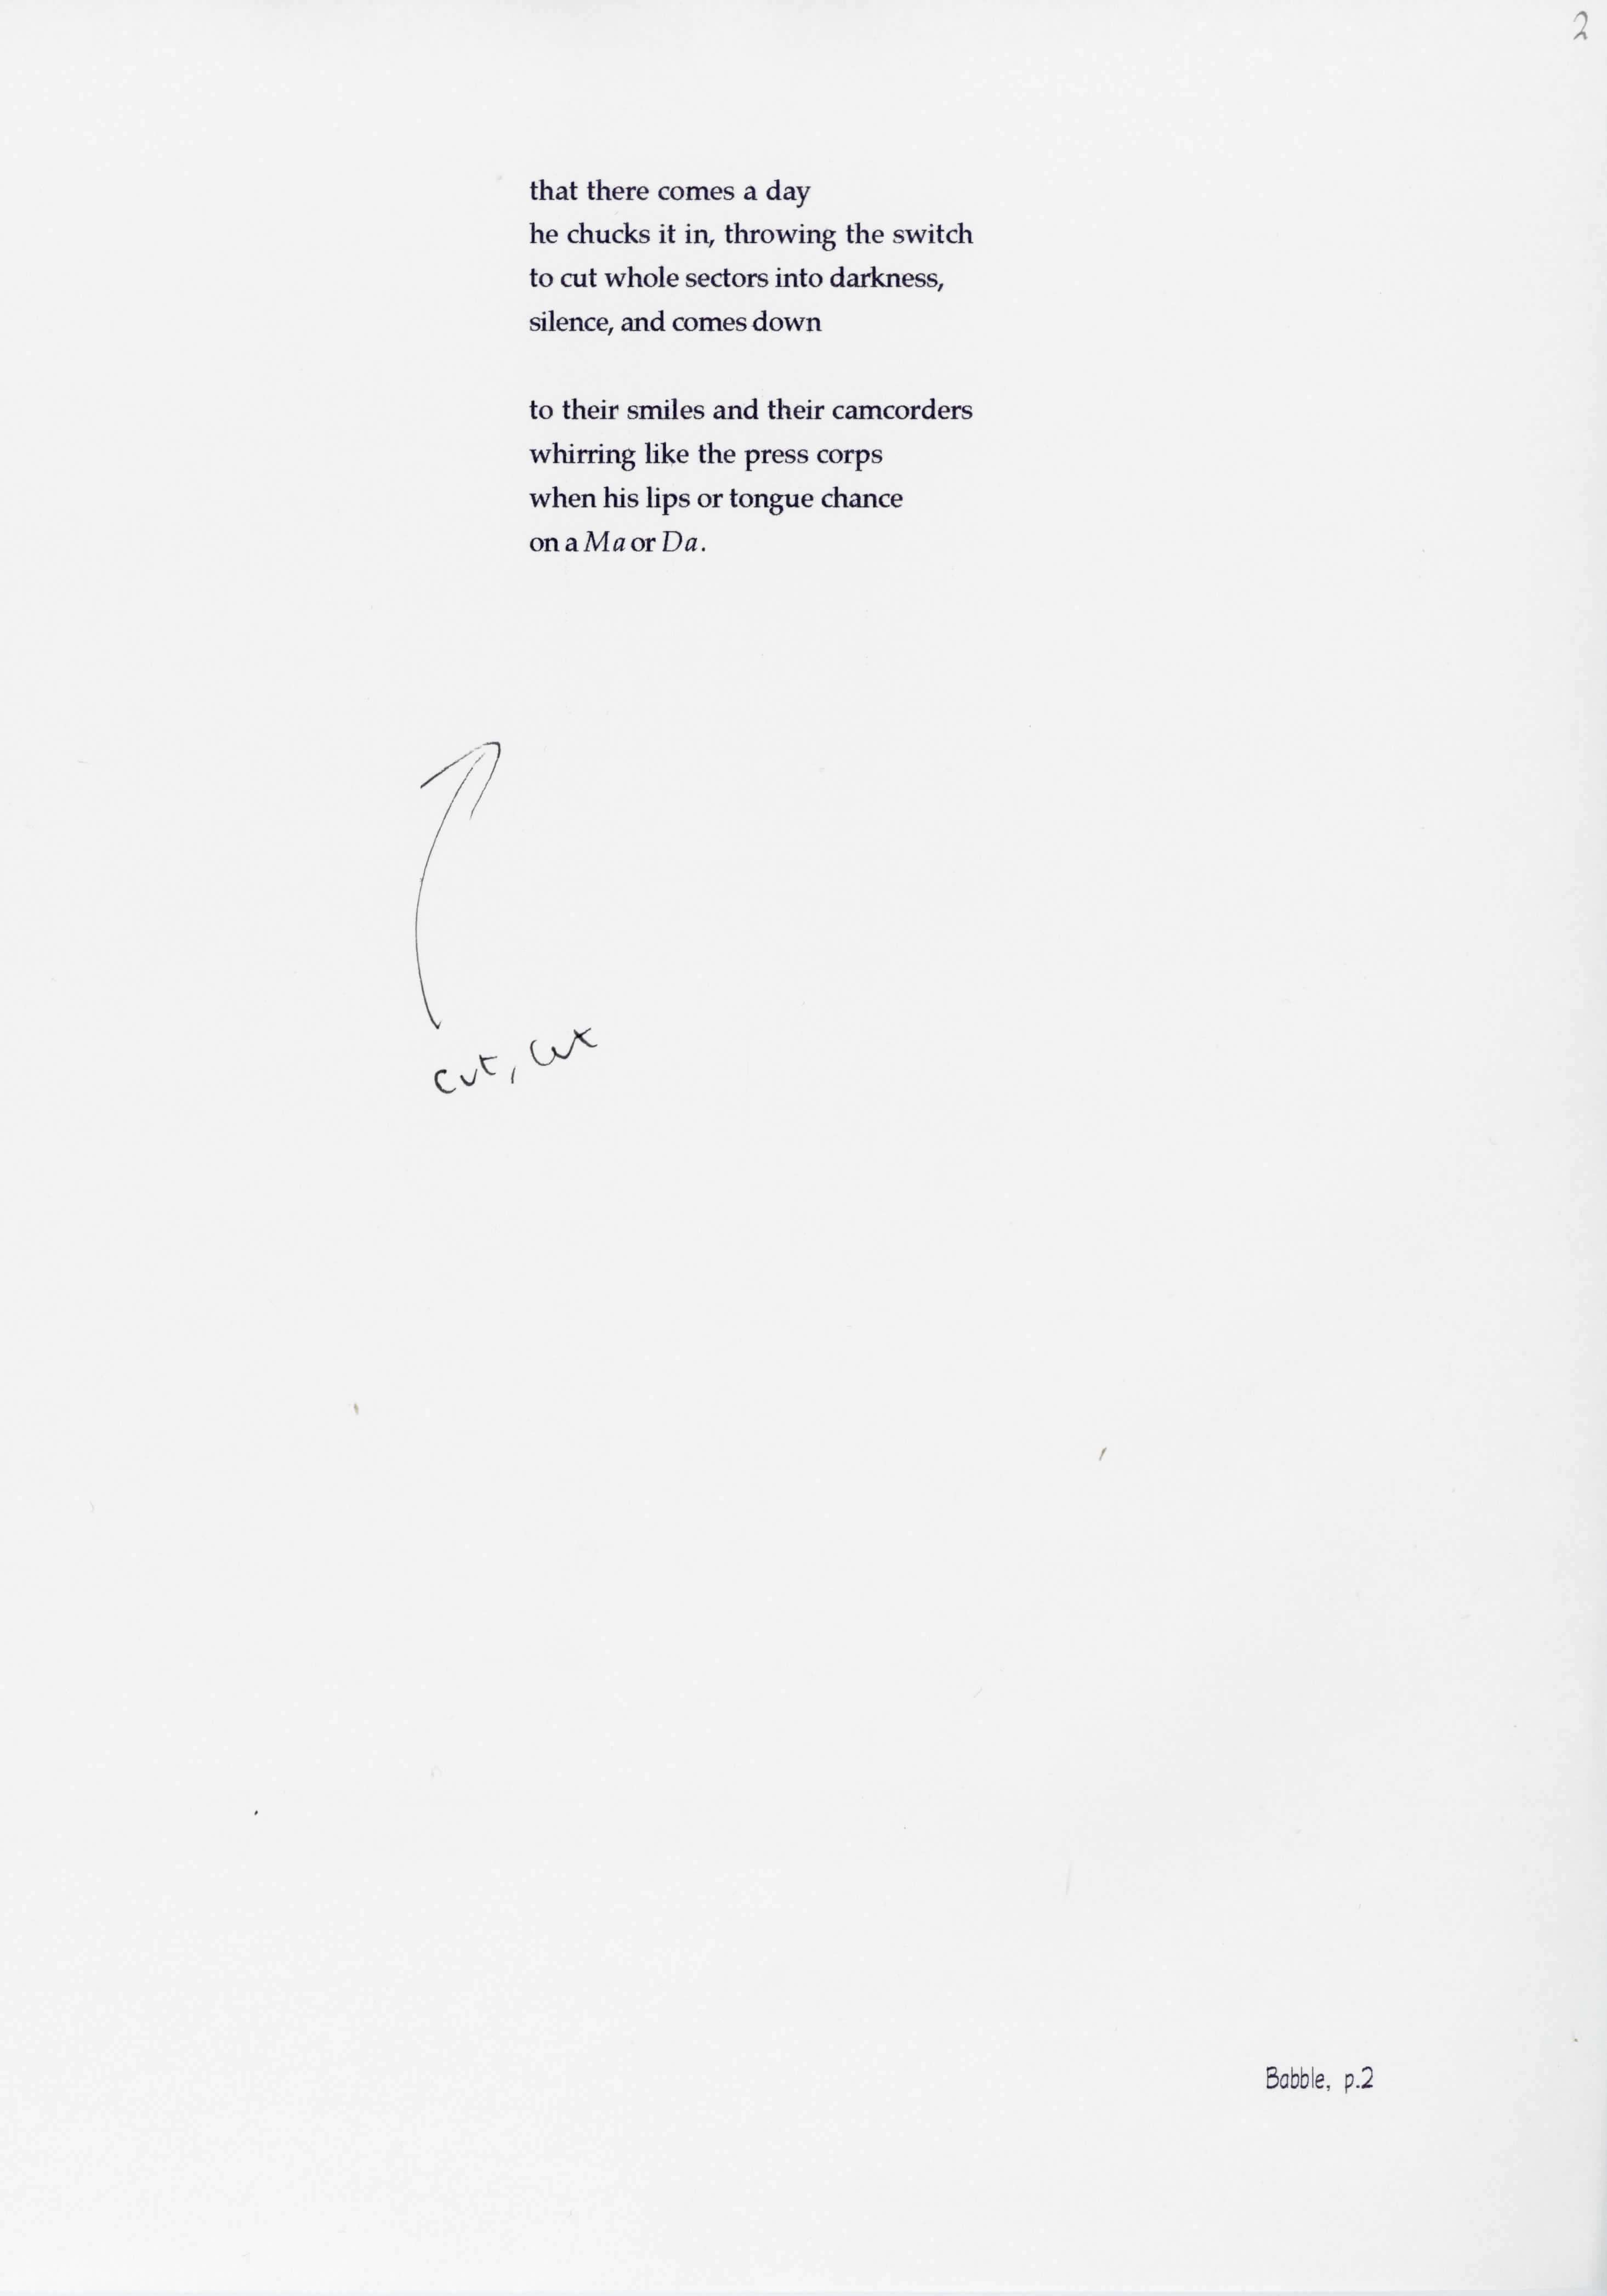 2
that there comes a day
he chucks it in, throwing the switch
to cut whole sectors into darkness,
silence, and comes down
to their smiles and their camcorders
whirring like the press corps
when his lips or tongue chance
on a Ma or Da.
cut, cut
Babble, p.2